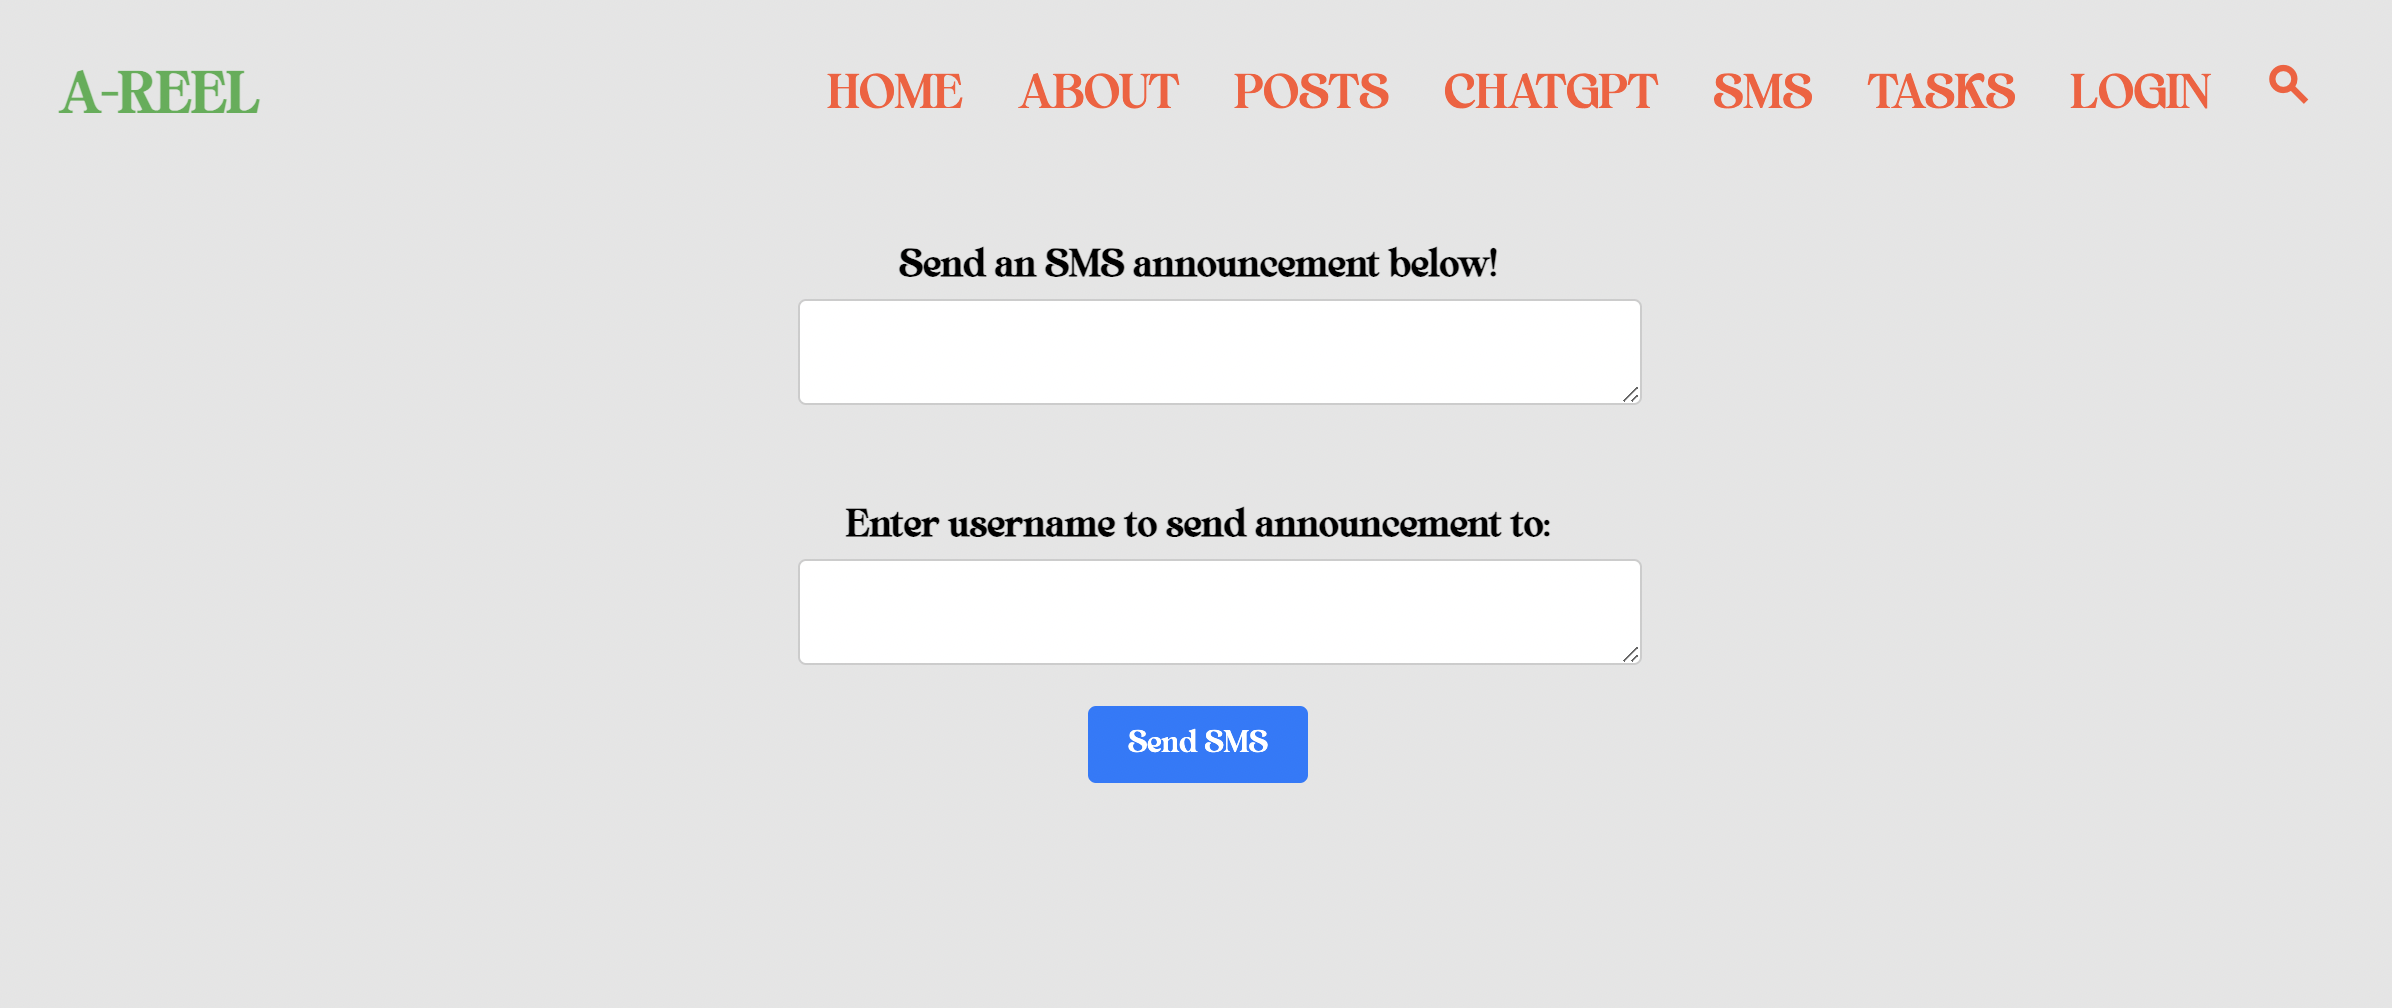 A-REEL HOME ABOUT POSTS CHATGPT SMS TASKS LOGIN
Send an SMS announcement below!
Enter username to send announcement to:
Send SMS